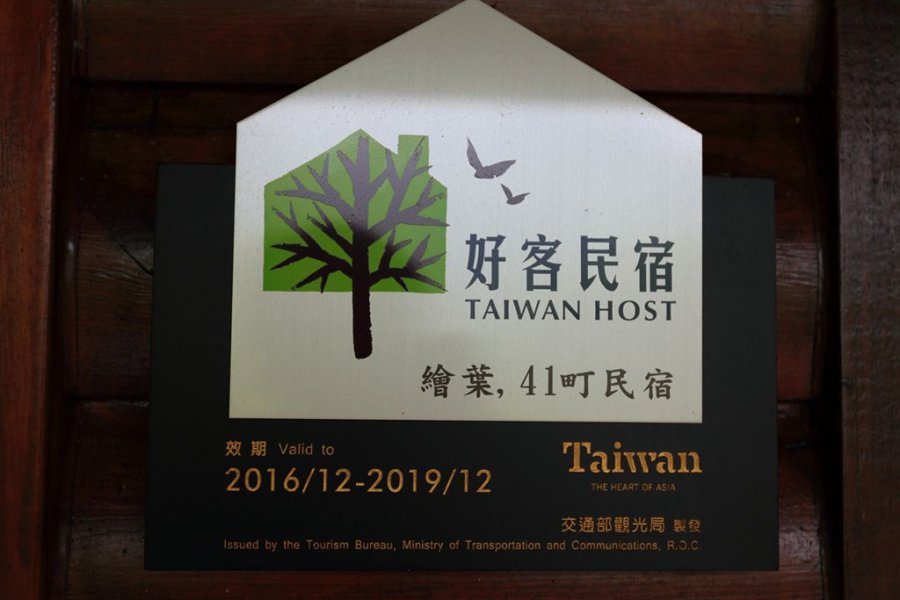 好客民宿
TAIWAN HOST
繪葉, 41町民宿
效期 Valid to
2016/12-2019/12
Taiwan
THE HEART OF ASIA
交通部觀光局 製發
Issued by the Tourism Bureau, Ministry of Transportation and Communications, R.O.C.